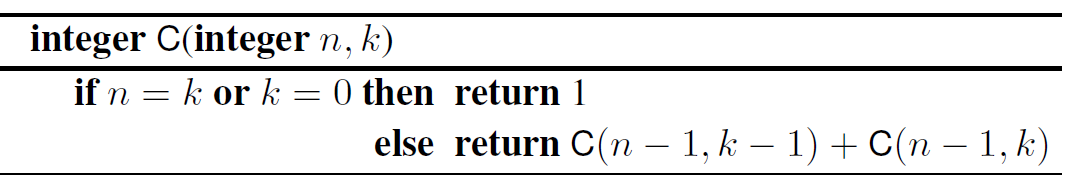 integer C(integer n, k)
if n = k or k = 0 then return 1
else return C(n − 1, k − 1) + C(n − 1, k)